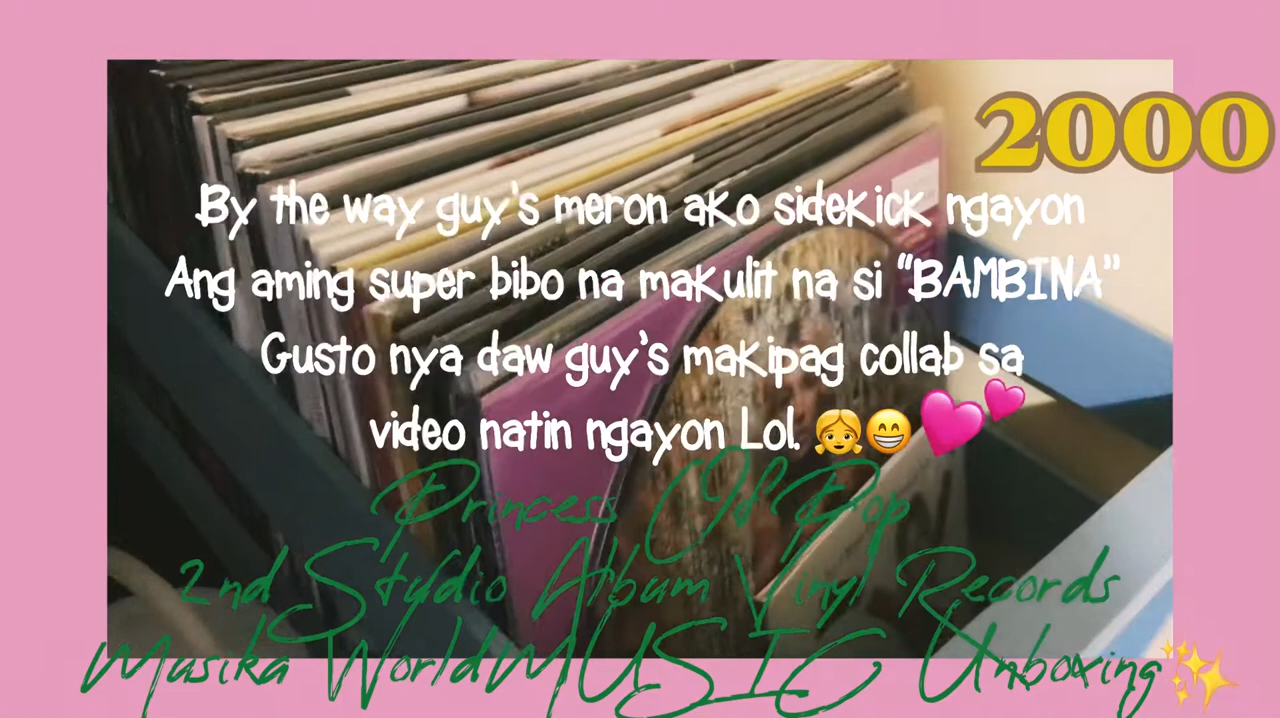 2000
By the way guy's meron ako sidekick ngayon
Ang aming super bibo na makulit na si “BAMBINA”
Gusto nya daw guy's makipag collab sa
video natin ngayon Lol. 👧😁💕
Princess Of Pop
2nd Studio Album Vinyl Records
Musika WorldMUSIC Unboxing✨